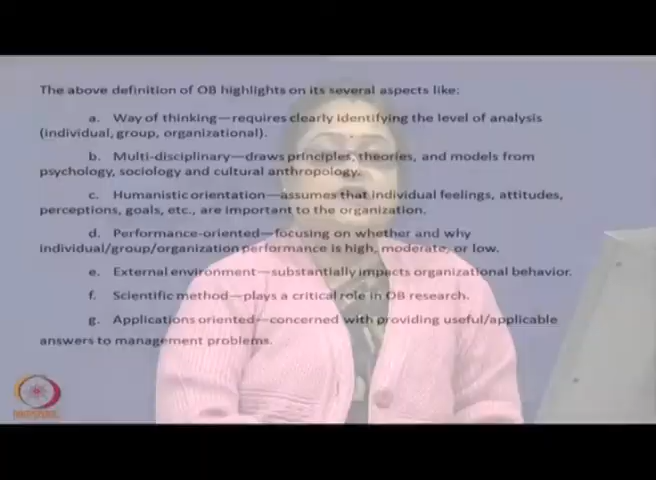 The above definition of OB highlights on its several aspects like:
a. Way of thinking—requires clearly identifying the level of analysis
(individual, group, organizational).
b. Multi-disciplinary—draws principles, theories, and models from
psychology, sociology and cultural anthropology.
c. Humanistic orientation—assumes that individual feelings, attitudes,
perceptions, goals, etc., are important to the organization.
d. Performance-oriented—focusing on whether and why
individual/group/organization performance is high, moderate, or low.
e. External environment—substantially impacts organizational behavior.
f. Scientific method—plays a critical role in OB research.
g. Applications oriented—concerned with providing useful/applicable
answers to management problems.